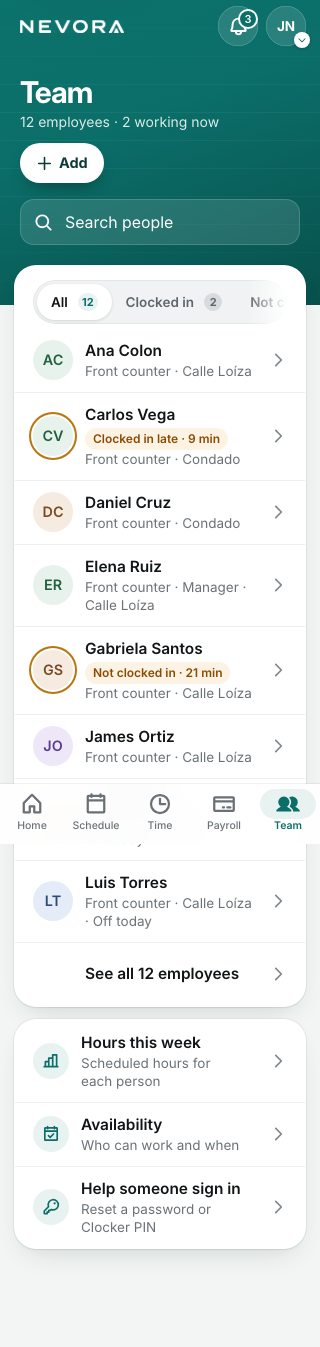 NEVORA
3
JN
Team
12 employees · 2 working now
Add
Search people
All 12 Clocked in 2 Not c
AC
Ana Colon
Front counter · Calle Loíza
CV
Carlos Vega
Clocked in late · 9 min
Front counter · Condado
DC
Daniel Cruz
Front counter · Condado
ER
Elena Ruiz
Front counter · Manager ·
Calle Loíza
GS
Gabriela Santos
Not clocked in · 21 min
Front counter · Calle Loíza
JO
James Ortiz
Front counter · Calle Loíza
Home Schedule Time Payroll Team
LT
Luis Torres
Front counter · Calle Loíza
· Off today
See all 12 employees
Hours this week
Scheduled hours for
each person
Availability
Who can work and when
Help someone sign in
Reset a password or
Clocker PIN